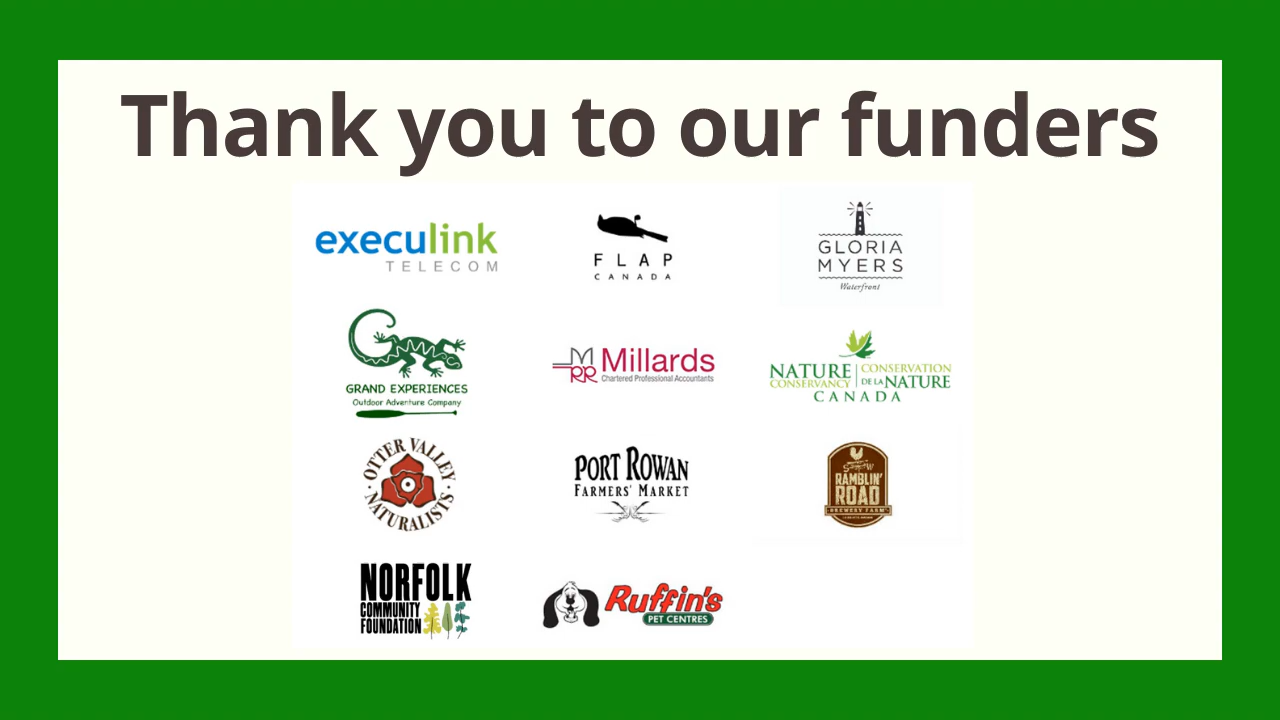 Thank you to our funders
execulink
TELECOM
FLAP
CANADA
GLORIA
MYERS
Waterfront
GRAND EXPERIENCES
Outdoor Adventure Company
Millards
Chartered Professional Accountants
NATURE
CONSERVANCY
CONSERVATION
DE LA NATURE
CANADA
OTTER VALLEY
NATURALISTS
PORT ROWAN
FARMERS' MARKET
RAMBLIN'
ROAD
BREWERY FARM
NORFOLK
COMMUNITY
FOUNDATION
Ruffin's
PET CENTRES